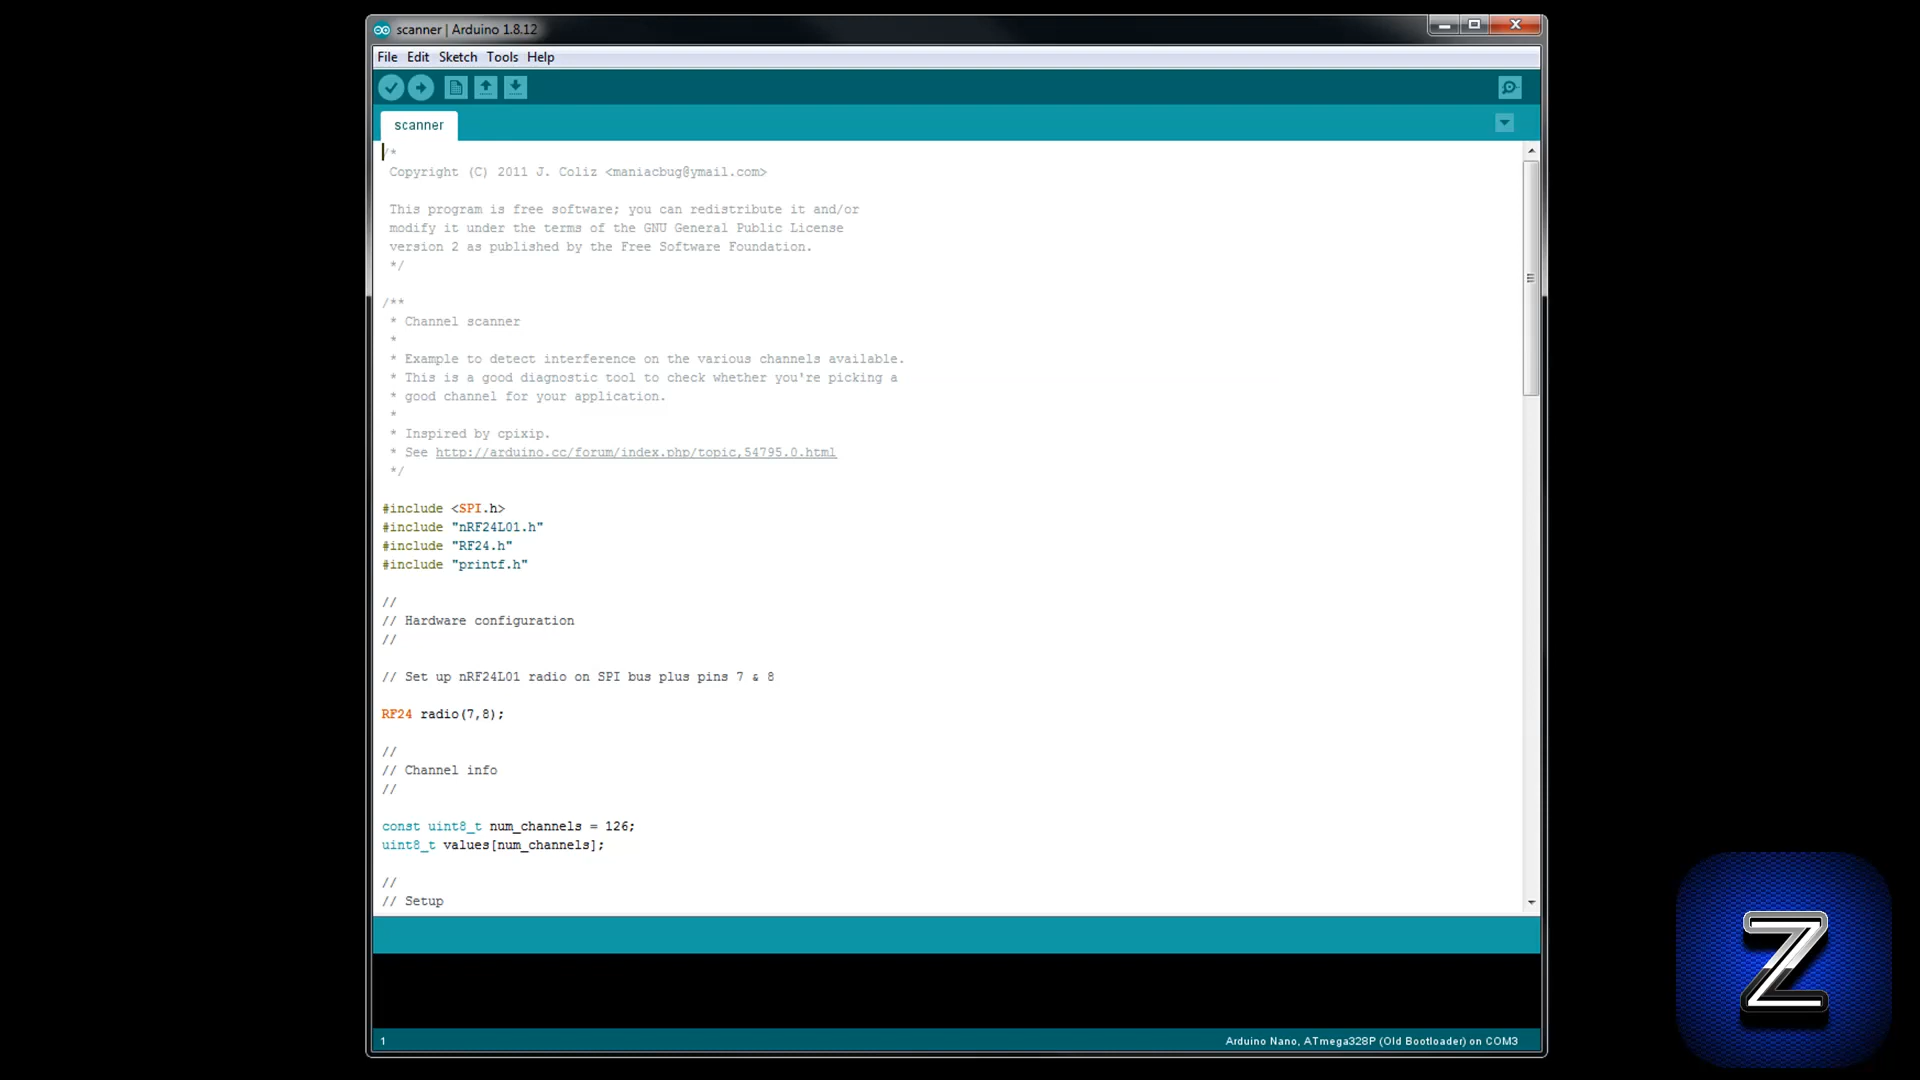 scanner | Arduino 1.8.12
File Edit Sketch Tools Help
scanner
/*
Copyright (C) 2011 J. Coliz <maniacbug@ymail.com>
This program is free software; you can redistribute it and/or
modify it under the terms of the GNU General Public License
version 2 as published by the Free Software Foundation.
*/
/**
* Channel scanner
*
* Example to detect interference on the various channels available.
* This is a good diagnostic tool to check whether you're picking a
* good channel for your application.
*
* Inspired by cpixip.
* See http://arduino.cc/forum/index.php/topic,54795.0.html
*/
#include <SPI.h>
#include "nRF24L01.h"
#include "RF24.h"
#include "printf.h"
//
// Hardware configuration
//
// Set up nRF24L01 radio on SPI bus plus pins 7 & 8
RF24 radio(7,8);
//
// Channel info
//
const uint8_t num_channels = 126;
uint8_t values[num_channels];
//
// Setup
1
Arduino Nano, ATmega328P (Old Bootloader) on COM3
Z